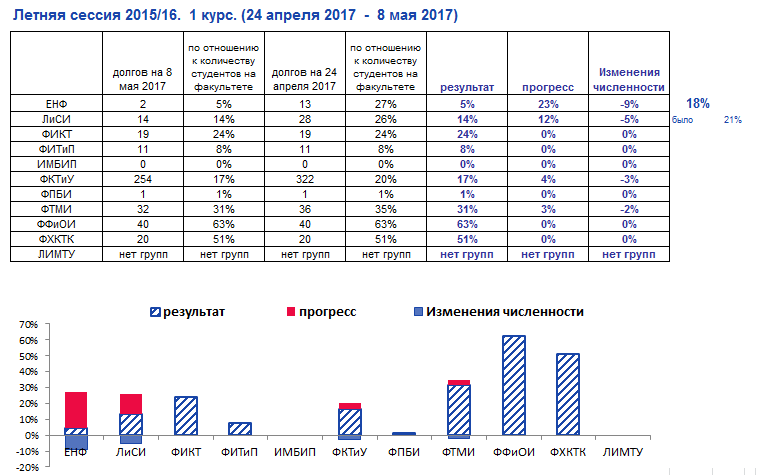 Летняя сессия 2015/16. 1 курс. (24 апреля 2017 - 8 мая 2017)
долгов на 8 мая 2017 по отношению к количеству студентов на факультете долгов на 24 апреля 2017 по отношению к количеству студентов на факультете результат прогресс Изменения численности
ЕНФ 2 5% 13 27% 5% 23% -9% 18%
ЛиСИ 14 14% 28 26% 14% 12% -5% было 21%
ФИКТ 19 24% 19 24% 24% 0% 0%
ФИТиП 11 8% 11 8% 8% 0% 0%
ИМБИП 0 0% 0 0% 0% 0% 0%
ФКТиУ 254 17% 322 20% 17% 4% -3%
ФПБИ 1 1% 1 1% 1% 0% 0%
ФТМИ 32 31% 36 35% 31% 3% -2%
ФФиОИ 40 63% 40 63% 63% 0% 0%
ФХКТК 20 51% 20 51% 51% 0% 0%
ЛИМТУ нет групп нет групп нет групп нет групп нет групп нет групп нет групп
результат прогресс Изменения численности
70%
60%
50%
40%
30%
20%
10%
0%
-10%
-20%
ЕНФ ЛиСИ ФИКТ ФИТиП ИМБИП ФКТиУ ФПБИ ФТМИ ФФиОИ ФХКТК ЛИМТУ